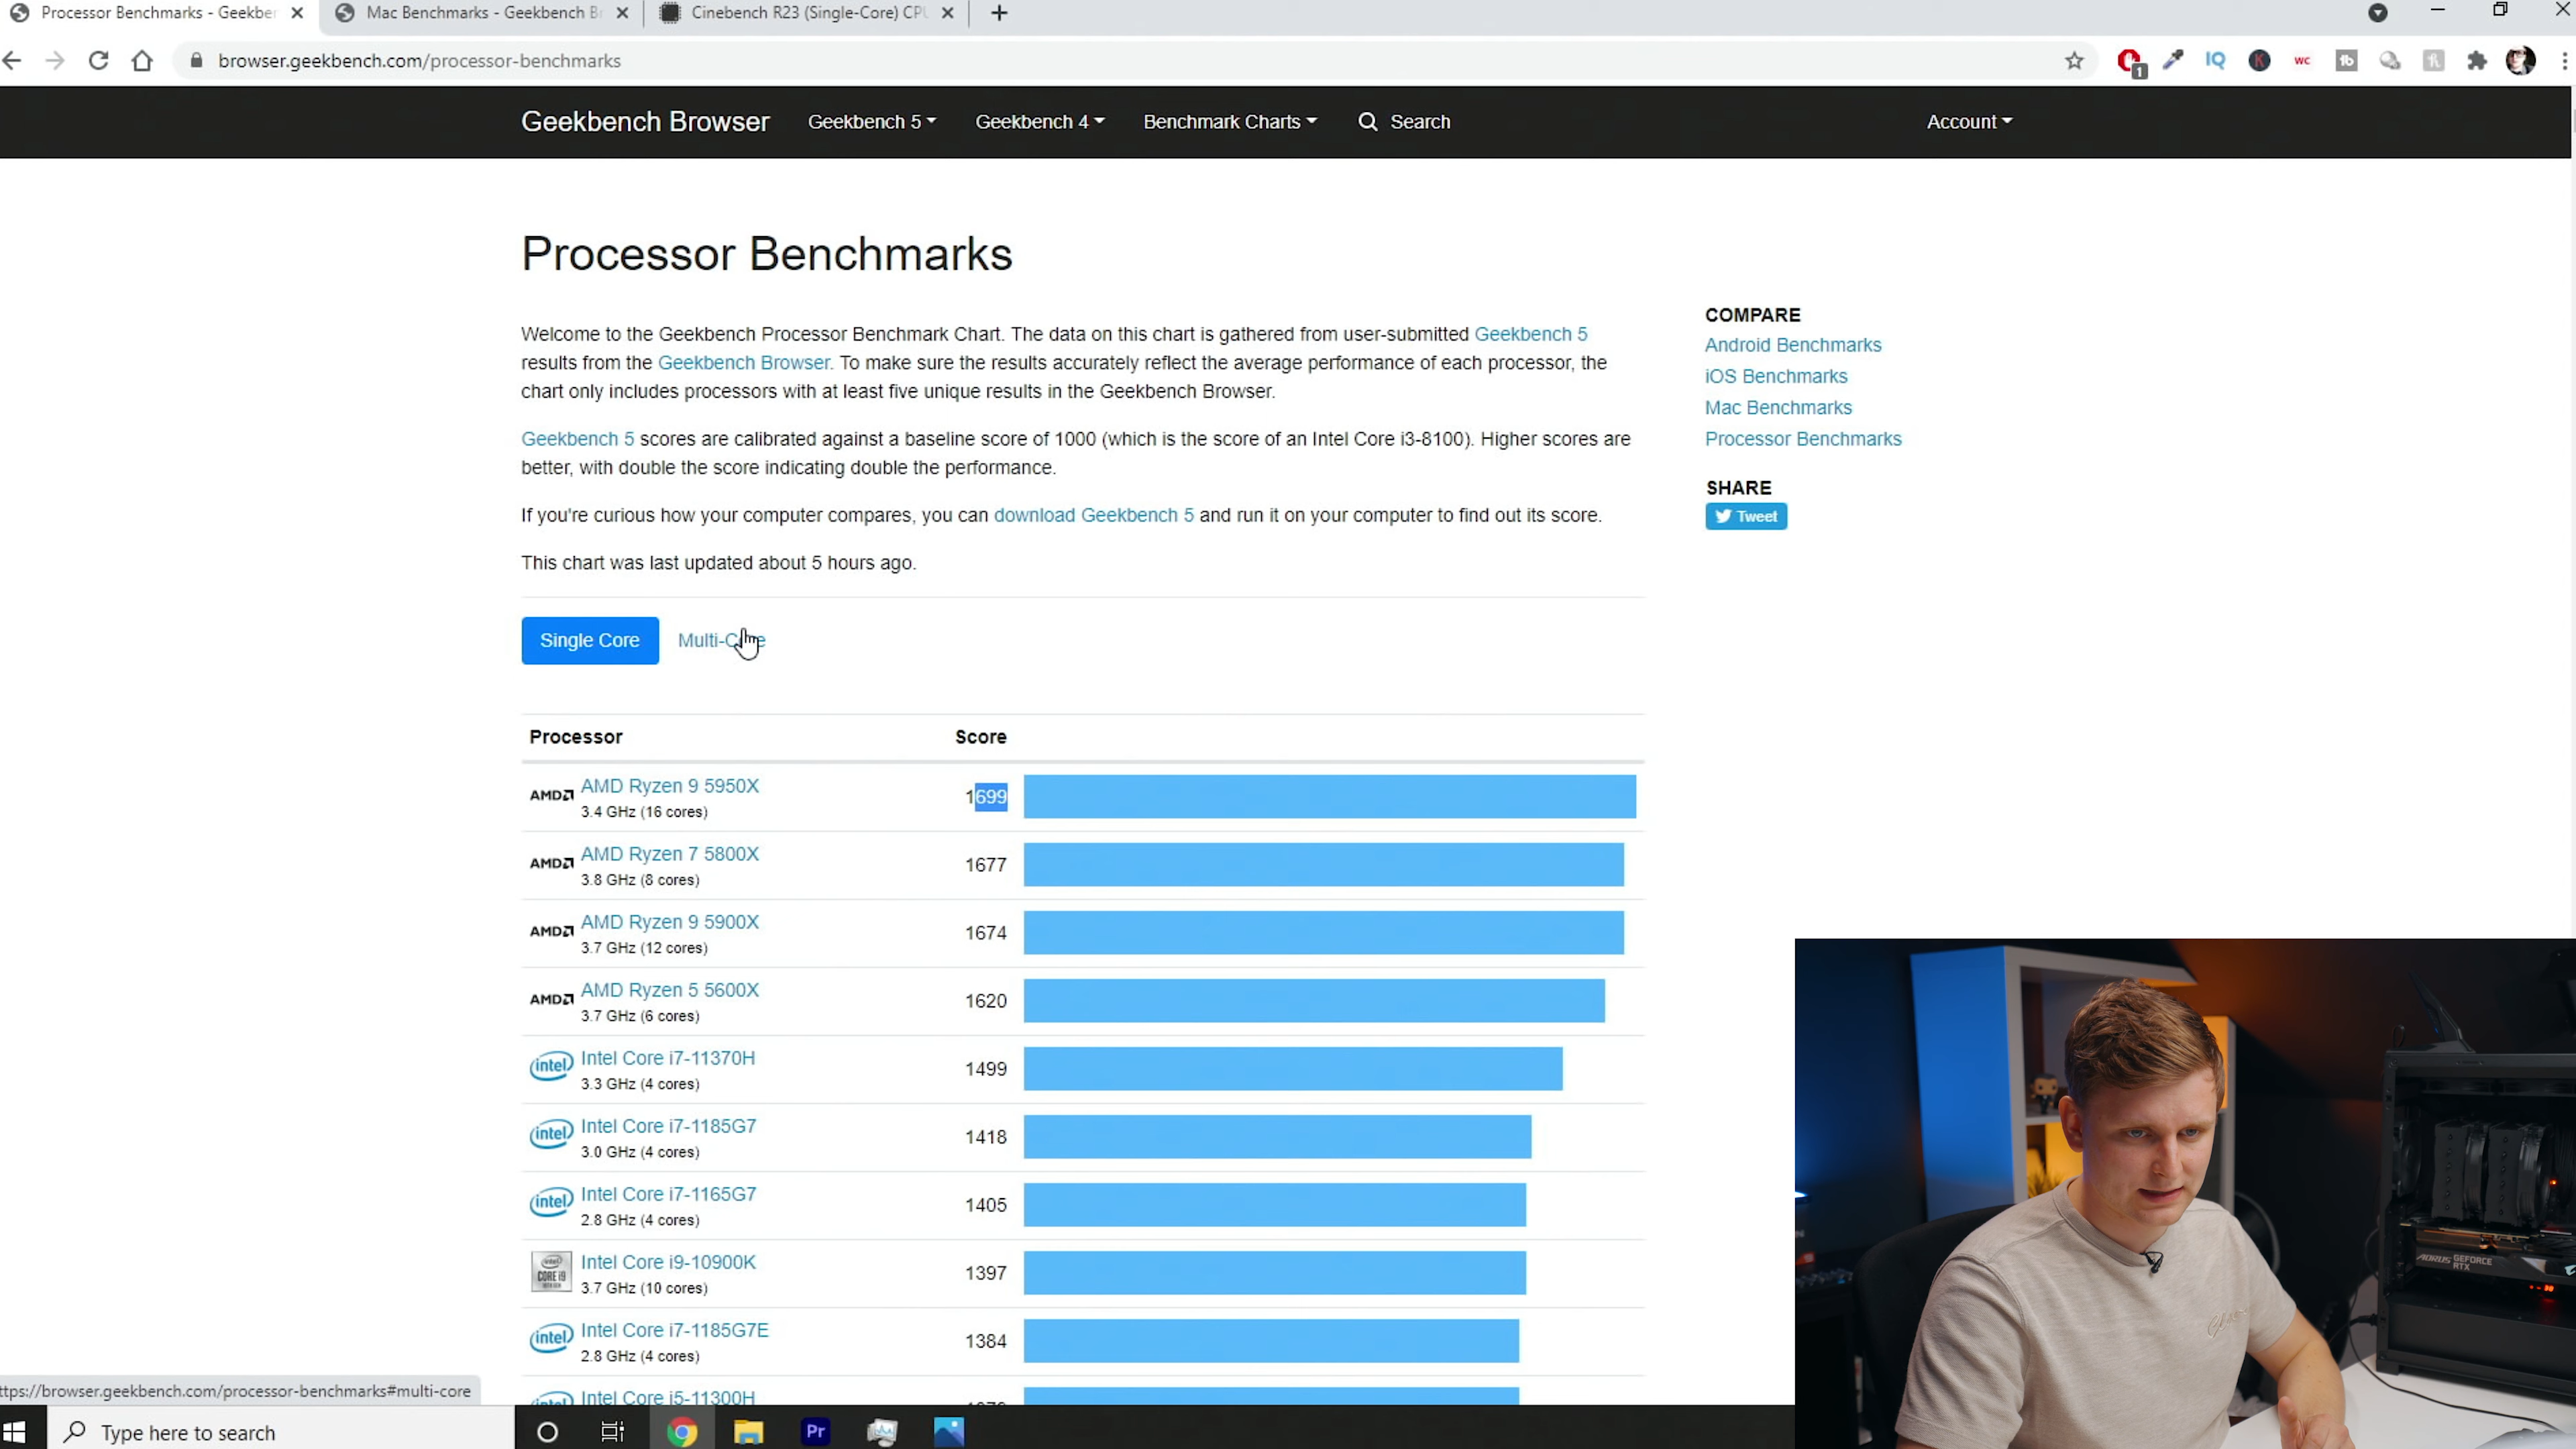 Processor Benchmarks - Geekber
Mac Benchmarks - Geekbench B
Cinebench R23 (Single-Core) CPU
browser.geekbench.com/processor-benchmarks
1 IQ K WC tb
Geekbench Browser Geekbench 5 Geekbench 4 Benchmark Charts Search Account
Processor Benchmarks
Welcome to the Geekbench Processor Benchmark Chart. The data on this chart is gathered from user-submitted Geekbench 5
results from the Geekbench Browser. To make sure the results accurately reflect the average performance of each processor, the
chart only includes processors with at least five unique results in the Geekbench Browser.
Geekbench 5 scores are calibrated against a baseline score of 1000 (which is the score of an Intel Core i3-8100). Higher scores are
better, with double the score indicating double the performance.
If you're curious how your computer compares, you can download Geekbench 5 and run it on your computer to find out its score.
This chart was last updated about 5 hours ago.
COMPARE
Android Benchmarks
iOS Benchmarks
Mac Benchmarks
Processor Benchmarks
SHARE
Tweet
Single Core
Processor Score
AMD AMD Ryzen 9 5950X 1699
3.4 GHz (16 cores)
AMD AMD Ryzen 7 5800X 1677
3.8 GHz (8 cores)
AMD AMD Ryzen 9 5900X 1674
3.7 GHz (12 cores)
AMD AMD Ryzen 5 5600X 1620
3.7 GHz (6 cores)
intel Intel Core i7-11370H 1499
3.3 GHz (4 cores)
intel Intel Core i7-1185G7 1418
3.0 GHz (4 cores)
intel Intel Core i7-1165G7 1405
2.8 GHz (4 cores)
intel CORE i9 Intel Core i9-10900K 1397
3.7 GHz (10 cores)
intel Intel Core i7-1185G7E 1384
2.8 GHz (4 cores)
Intel Core i5-11300H
ttps://browser.geekbench.com/processor-benchmarks#multi-core
Type here to search
Pr
AORUS GEFORCE
RTX